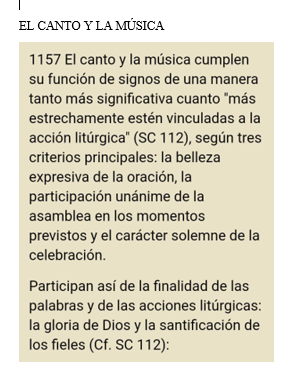 EL CANTO Y LA MÚSICA
1157 El canto y la música cumplen
su función de signos de una manera
tanto más significativa cuanto "más
estrechamente estén vinculadas a la
acción litúrgica" (SC 112), según tres
criterios principales: la belleza
expresiva de la oración, la
participación unánime de la
asamblea en los momentos
previstos y el carácter solemne de la
celebración.
Participan así de la finalidad de las
palabras y de las acciones litúrgicas:
la gloria de Dios y la santificación de
los fieles (Cf. SC 112):